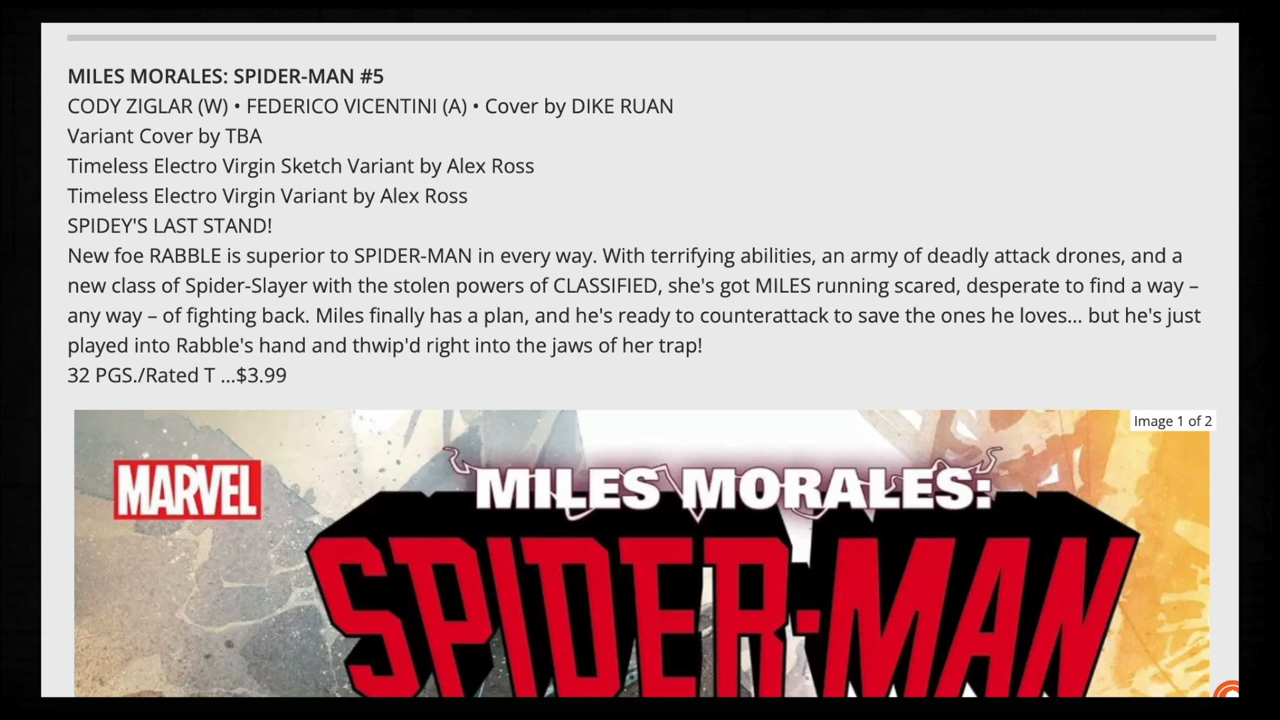 MILES MORALES: SPIDER-MAN #5
CODY ZIGLAR (W) • FEDERICO VICENTINI (A) • Cover by DIKE RUAN
Variant Cover by TBA
Timeless Electro Virgin Sketch Variant by Alex Ross
Timeless Electro Virgin Variant by Alex Ross
SPIDEY'S LAST STAND!
New foe RABBLE is superior to SPIDER-MAN in every way. With terrifying abilities, an army of deadly attack drones, and a
new class of Spider-Slayer with the stolen powers of CLASSIFIED, she's got MILES running scared, desperate to find a way –
any way – of fighting back. Miles finally has a plan, and he's ready to counterattack to save the ones he loves... but he's just
played into Rabble's hand and thwip'd right into the jaws of her trap!
32 PGS./Rated T ...$3.99
Image 1 of 2
MARVEL
MILES MORALES:
SPIDER-MAN